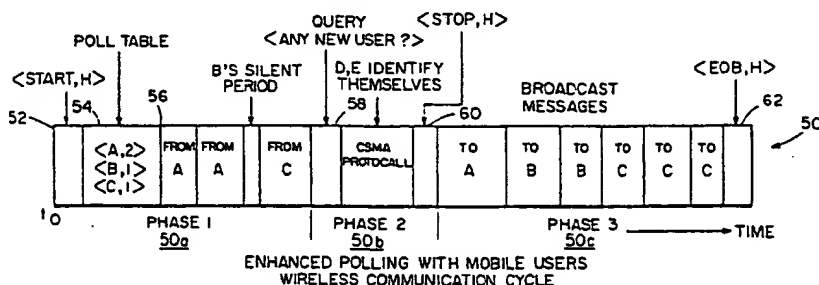 <START,H>
POLL TABLE
QUERY
<ANY NEW USER?>
<STOP,H>
B'S SILENT
PERIOD
D,E IDENTIFY
THEMSELVES
BROADCAST
MESSAGES
<EOB,H>
52
54
56
58
60
62
50
<A,2>
<B,1>
<C,1>
FROM
A
FROM
A
FROM
C
CSMA
PROTOCALL
TO
A
TO
B
TO
B
TO
C
TO
C
TO
C
t0
PHASE 1
50a
PHASE 2
50b
PHASE 3
50c
TIME
ENHANCED POLLING WITH MOBILE USERS
WIRELESS COMMUNICATION CYCLE